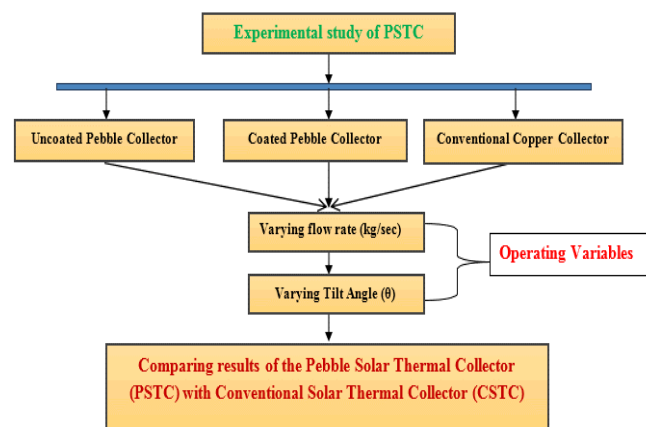 Experimental study of PSTC
Uncoated Pebble Collector
Coated Pebble Collector
Conventional Copper Collector
Varying flow rate (kg/sec)
Operating Variables
Varying Tilt Angle (θ)
Comparing results of the Pebble Solar Thermal Collector
(PSTC) with Conventional Solar Thermal Collector (CSTC)